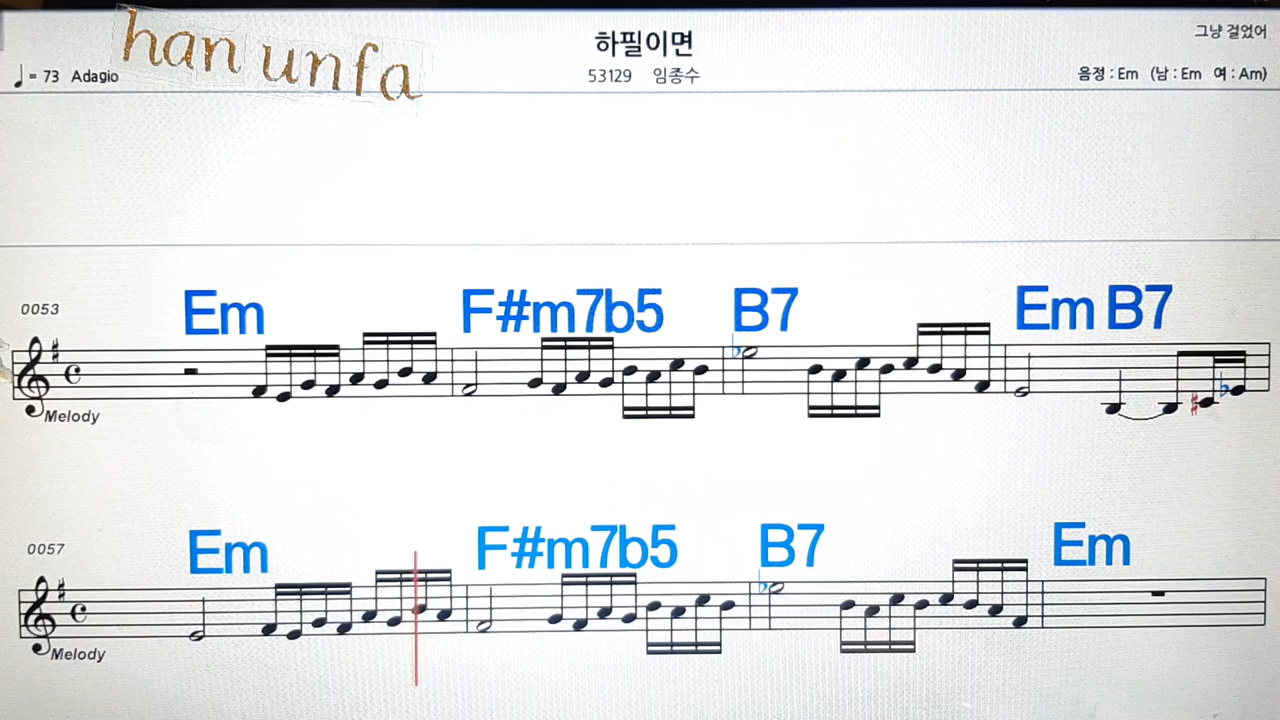 han unfa
하필이면
그냥 걸었어
♩= 73 Adagio
53129 임종수
음정 : Em (남 : Em 여 : Am)
Em F#m7b5 B7 Em B7
0053
Melody
Em F#m7b5 B7 Em
0057
Melody